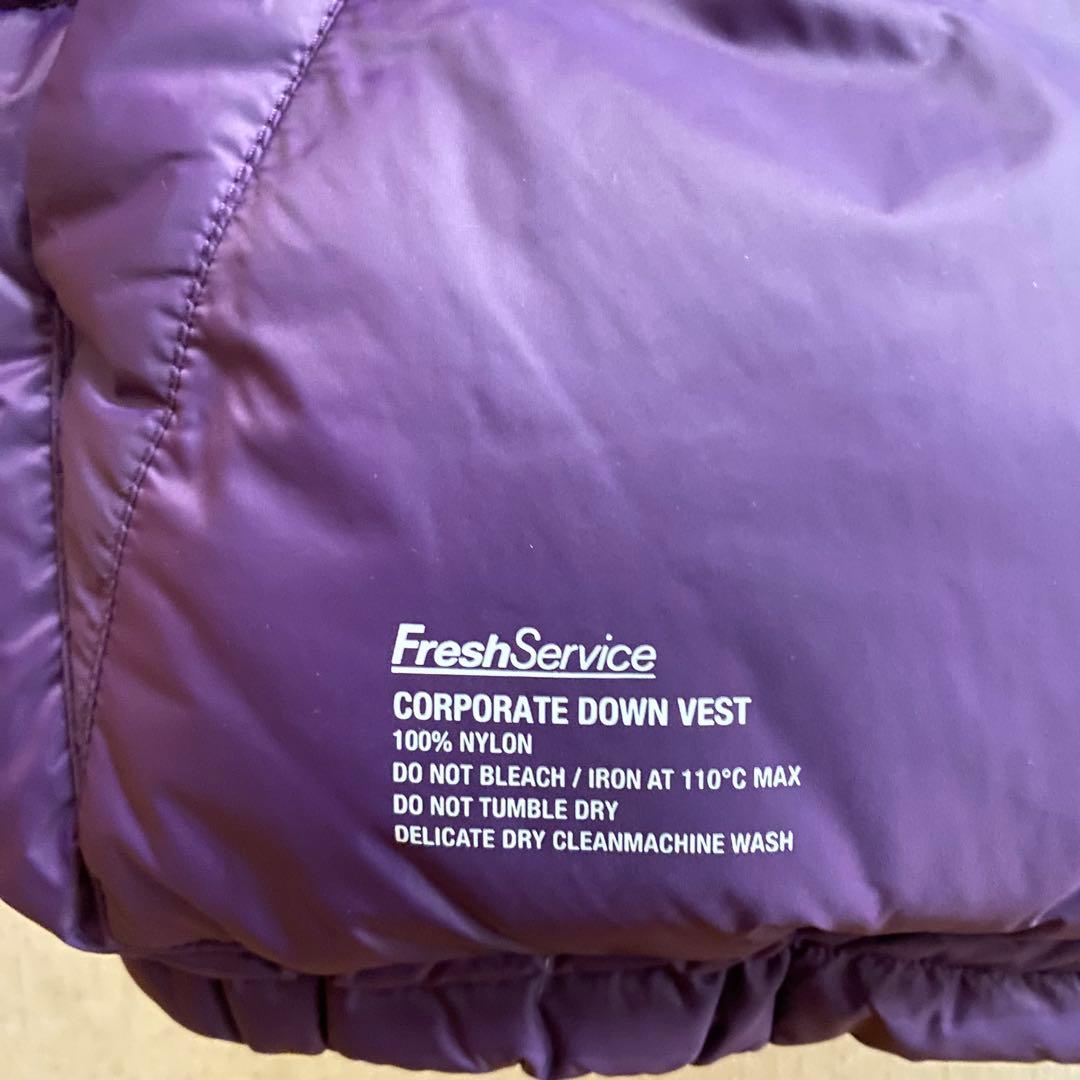 FreshService
CORPORATE DOWN VEST
100% NYLON
DO NOT BLEACH / IRON AT 110°C MAX
DO NOT TUMBLE DRY
DELICATE DRY CLEANMACHINE WASH